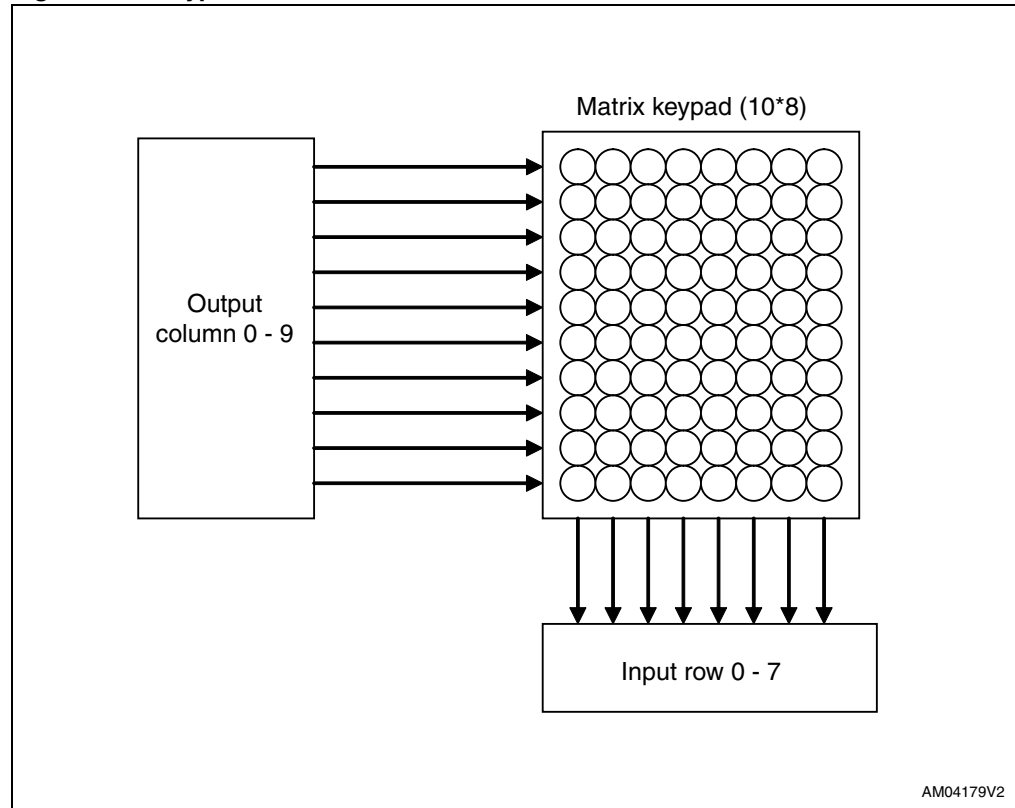 Matrix keypad (10*8)
Output
column 0 - 9
Input row 0 - 7
AM04179V2